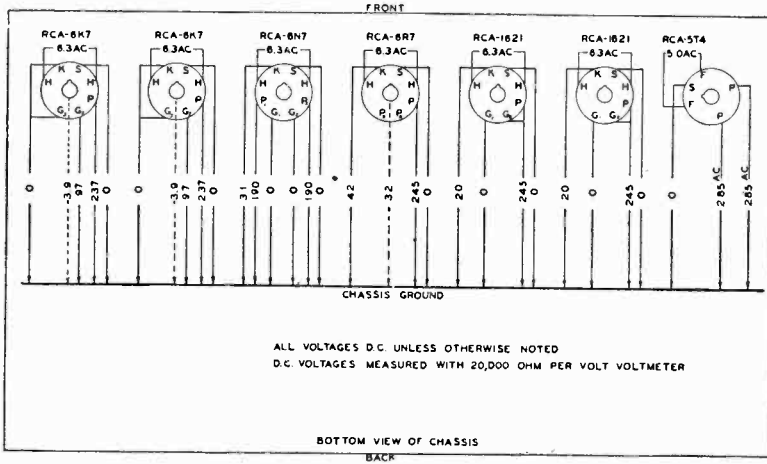 FRONT
RCA-6K7 RCA-6K7 RCA-6N7 RCA-6R7 RCA-1621 RCA-1621 RCA-5T4
6.3AC 6.3AC 6.3AC 6.3AC 6.3AC 6.3AC 5.0AC
K S K S K S K S K S K S F
H H H H H H H H H H H H S P
P P P P P P F
G G G G G G P P G G G G P
0 -3.9 97 237 0 0 -3.9 97 237 0 31 190 0 0 190 0 42 32 245 0 20 0 245 0 20 0 245 0 0 285 AC 285 AC
CHASSIS GROUND
ALL VOLTAGES D.C. UNLESS OTHERWISE NOTED
D.C. VOLTAGES MEASURED WITH 20,000 OHM PER VOLT VOLTMETER
BOTTOM VIEW OF CHASSIS
BACK